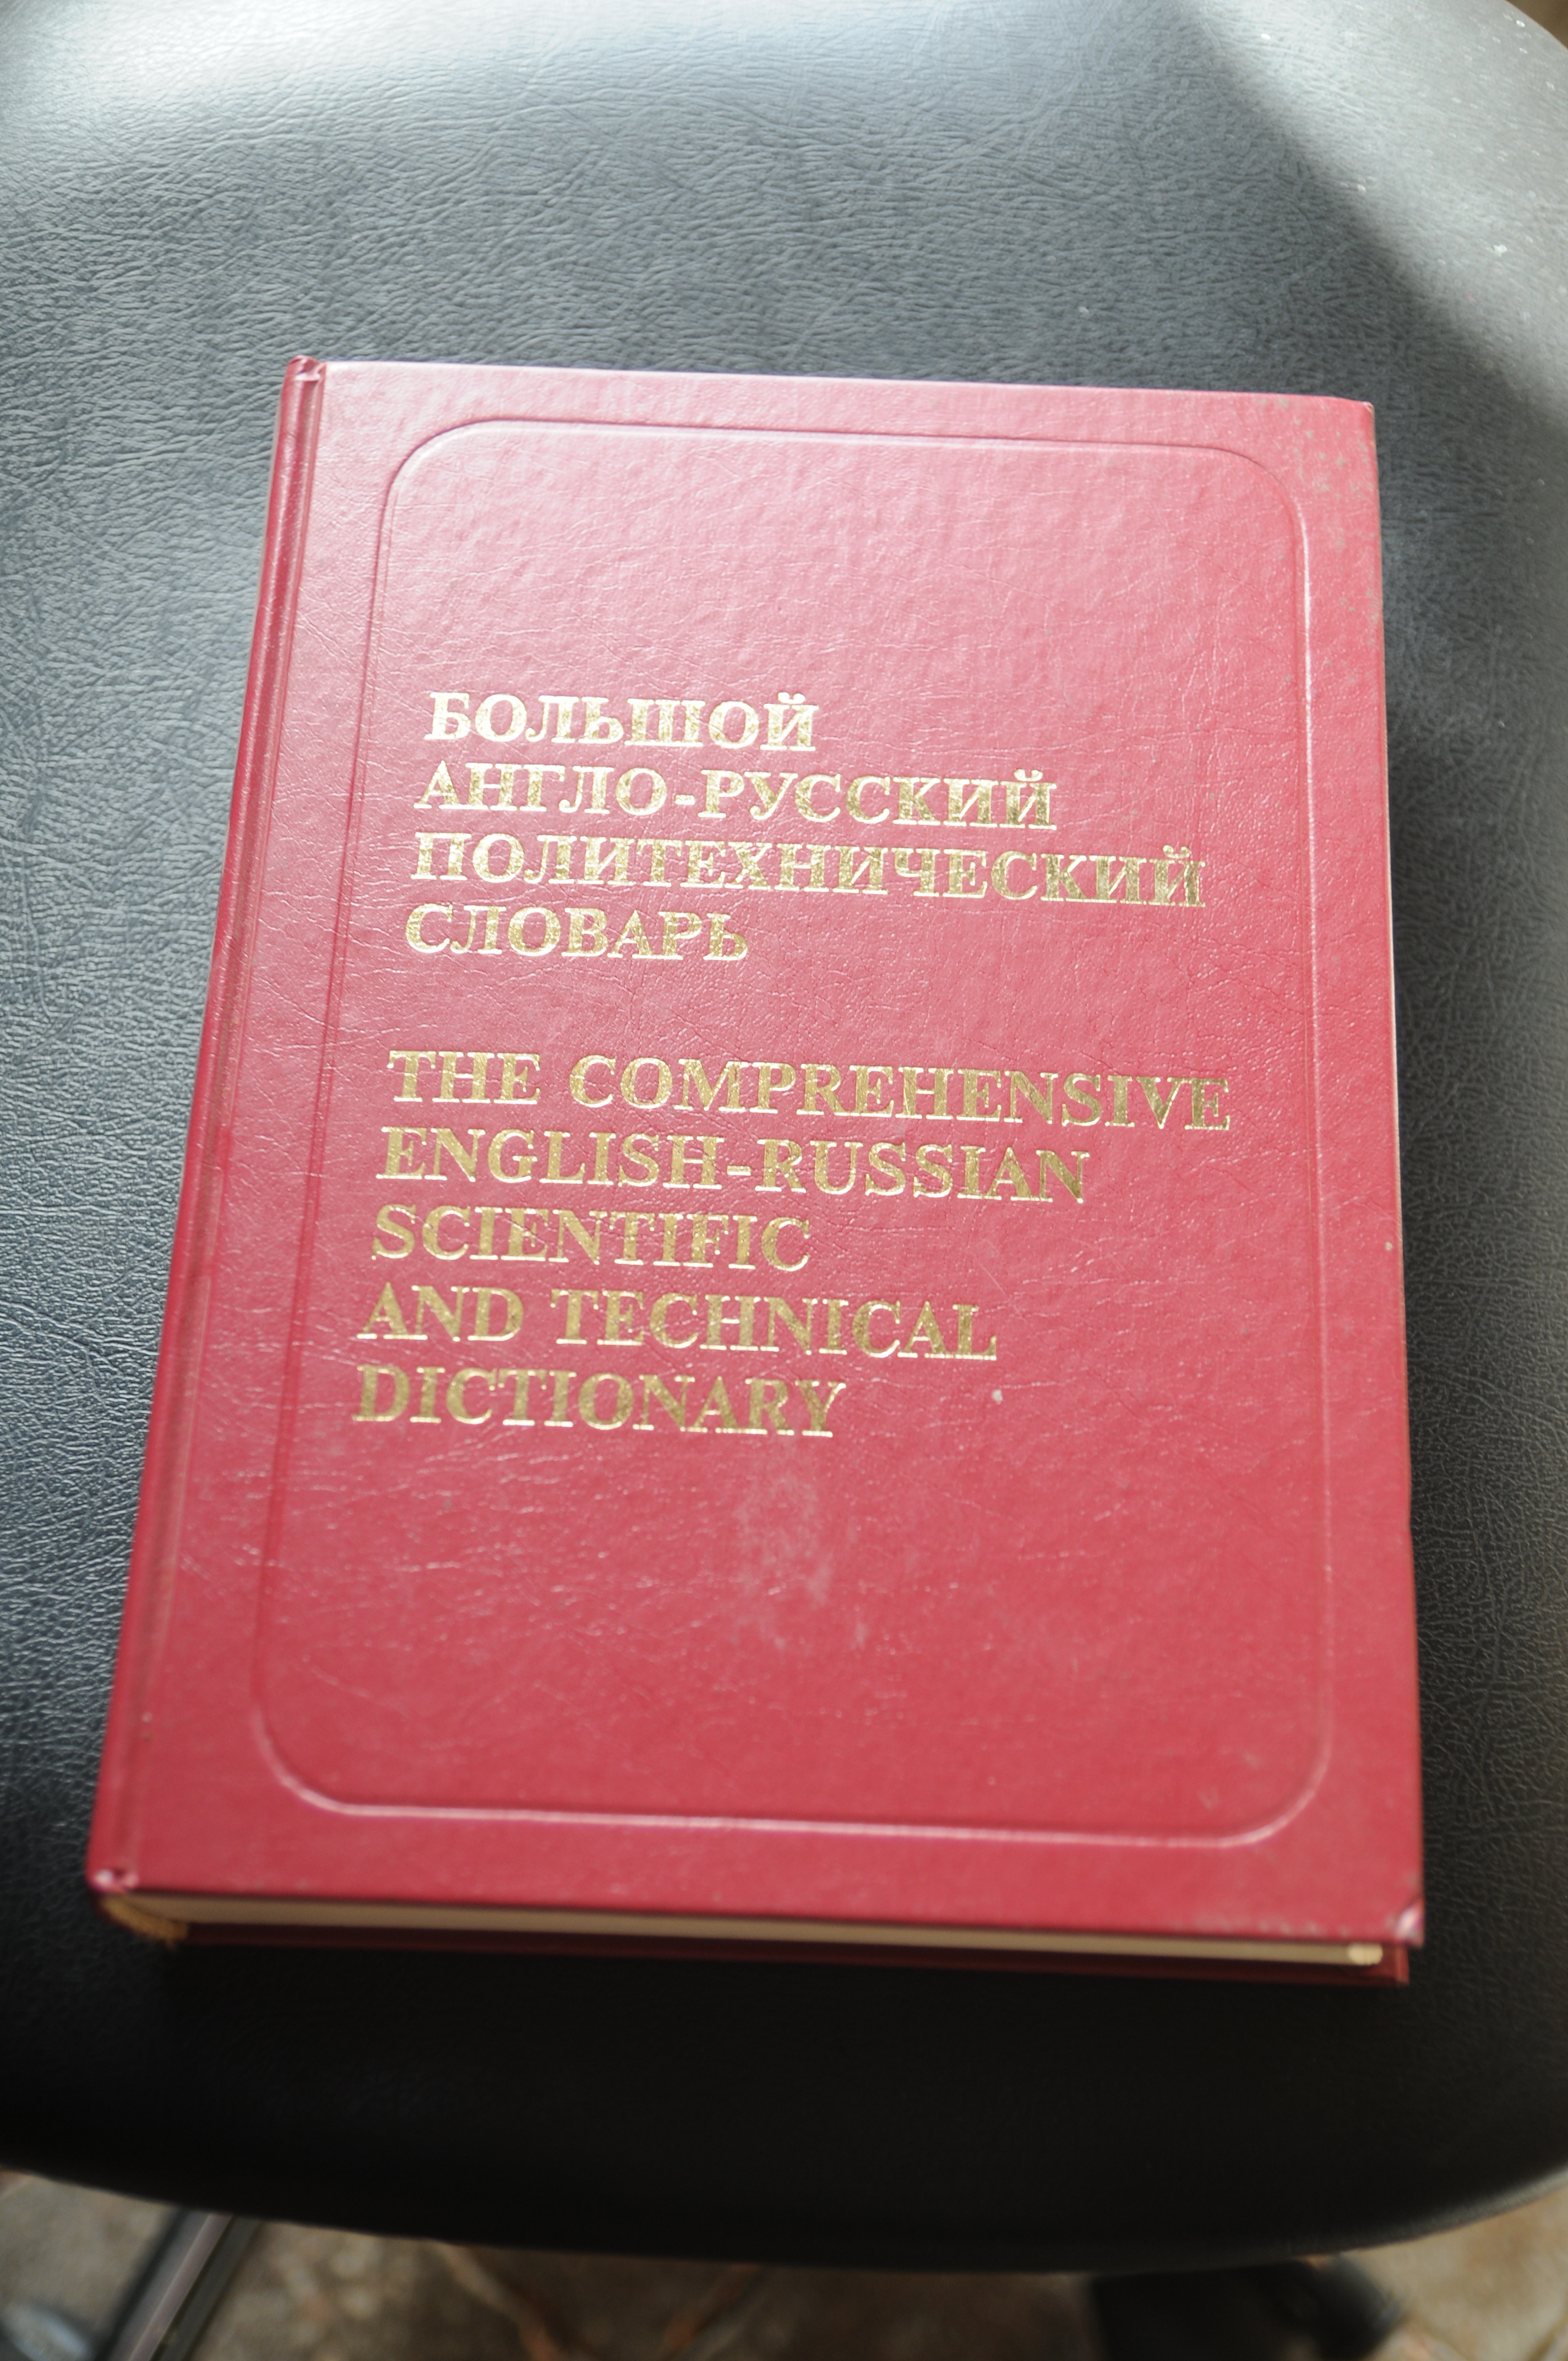 БОЛЬШОЙ
АНГЛО-РУССКИЙ
ПОЛИТЕХНИЧЕСКИЙ
СЛОВАРЬ
THE COMPREHENSIVE
ENGLISH-RUSSIAN
SCIENTIFIC
AND TECHNICAL
DICTIONARY